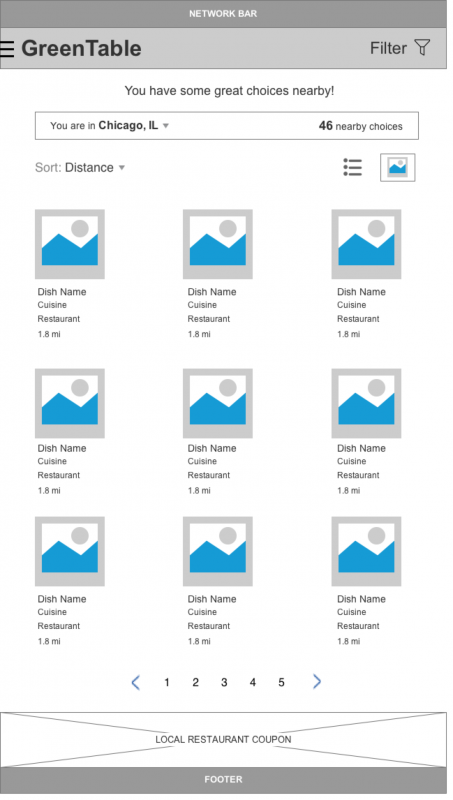 NETWORK BAR
GreenTable Filter
You have some great choices nearby!
You are in Chicago, IL 46 nearby choices
Sort: Distance
Dish Name Dish Name Dish Name
Cuisine Cuisine Cuisine
Restaurant Restaurant Restaurant
1.8 mi 1.8 mi 1.8 mi
Dish Name Dish Name Dish Name
Cuisine Cuisine Cuisine
Restaurant Restaurant Restaurant
1.8 mi 1.8 mi 1.8 mi
Dish Name Dish Name Dish Name
Cuisine Cuisine Cuisine
Restaurant Restaurant Restaurant
1.8 mi 1.8 mi 1.8 mi
1 2 3 4 5
LOCAL RESTAURANT COUPON
FOOTER